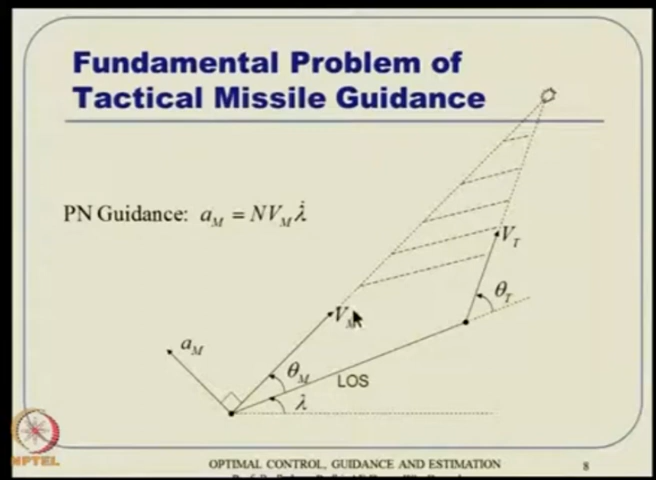 Fundamental Problem of
Tactical Missile Guidance
PN Guidance: a_M = NV_M λ̇
V_T
θ_T
V_M
a_M
θ_M
LOS
λ
NPTEL
OPTIMAL CONTROL, GUIDANCE AND ESTIMATION
8